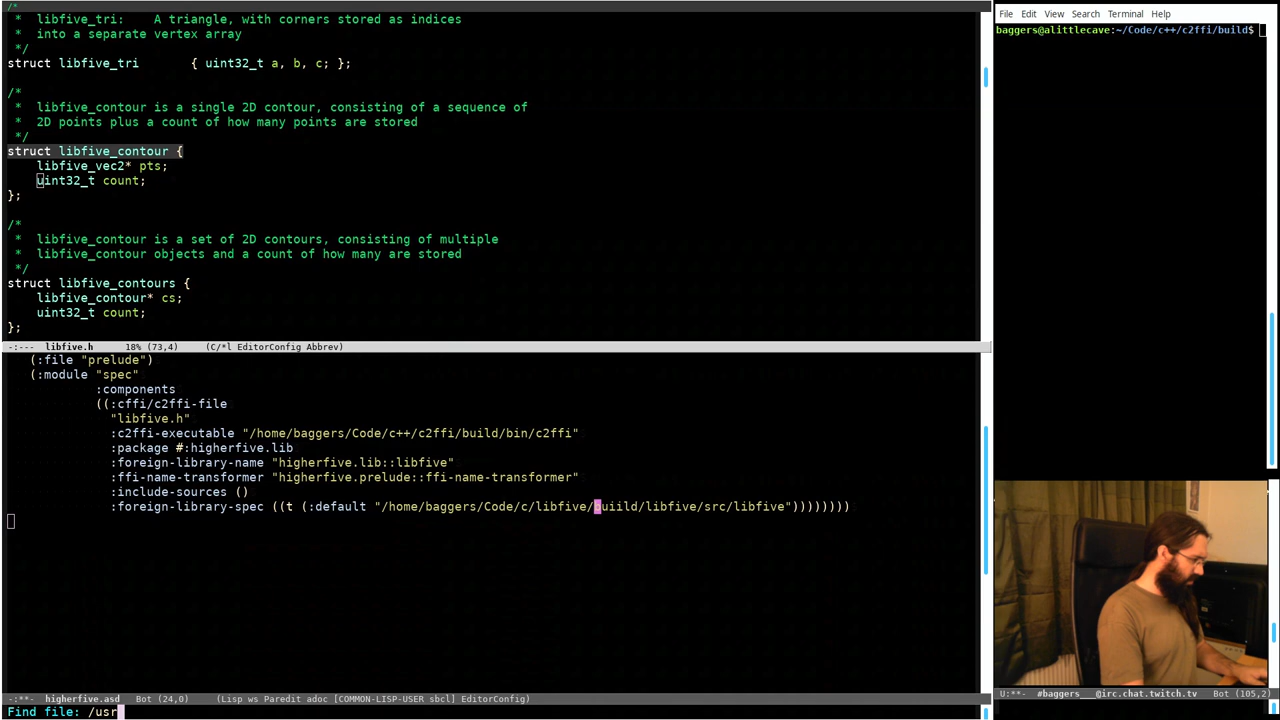 /*
 *  libfive_tri:   A triangle, with corners stored as indices
 *  into a separate vertex array
 */
struct libfive_tri       { uint32_t a, b, c; };
/*
 *  libfive_contour is a single 2D contour, consisting of a sequence of
 *  2D points plus a count of how many points are stored
 */
struct libfive_contour {
    libfive_vec2* pts;
    uint32_t count;
};
/*
 *  libfive_contour is a set of 2D contours, consisting of multiple
 *  libfive_contour objects and a count of how many are stored
 */
struct libfive_contours {
    libfive_contour* cs;
    uint32_t count;
};
-:---  libfive.h      18% (73,4)     (C/*l EditorConfig Abbrev)
(:file "prelude")
(:module "spec"
:components
((:cffi/c2ffi-file
"libfive.h"
:c2ffi-executable "/home/baggers/Code/c++/c2ffi/build/bin/c2ffi"
:package #:higherfive.lib
:foreign-library-name "higherfive.lib::libfive"
:ffi-name-transformer "higherfive.prelude::ffi-name-transformer"
:include-sources ()
:foreign-library-spec ((t (:default "/home/baggers/Code/c/libfive/buiild/libfive/src/libfive"))))))))
-:**-  higherfive.asd   Bot (24,0)     (Lisp ws Paredit adoc [COMMON-LISP-USER sbcl] EditorConfig)
Find file: /usr
File Edit View Search Terminal Help
baggers@alittlecave:~/Code/c++/c2ffi/build$
U:**-  #baggers___@irc.chat.twitch.tv   Bot (105,2)